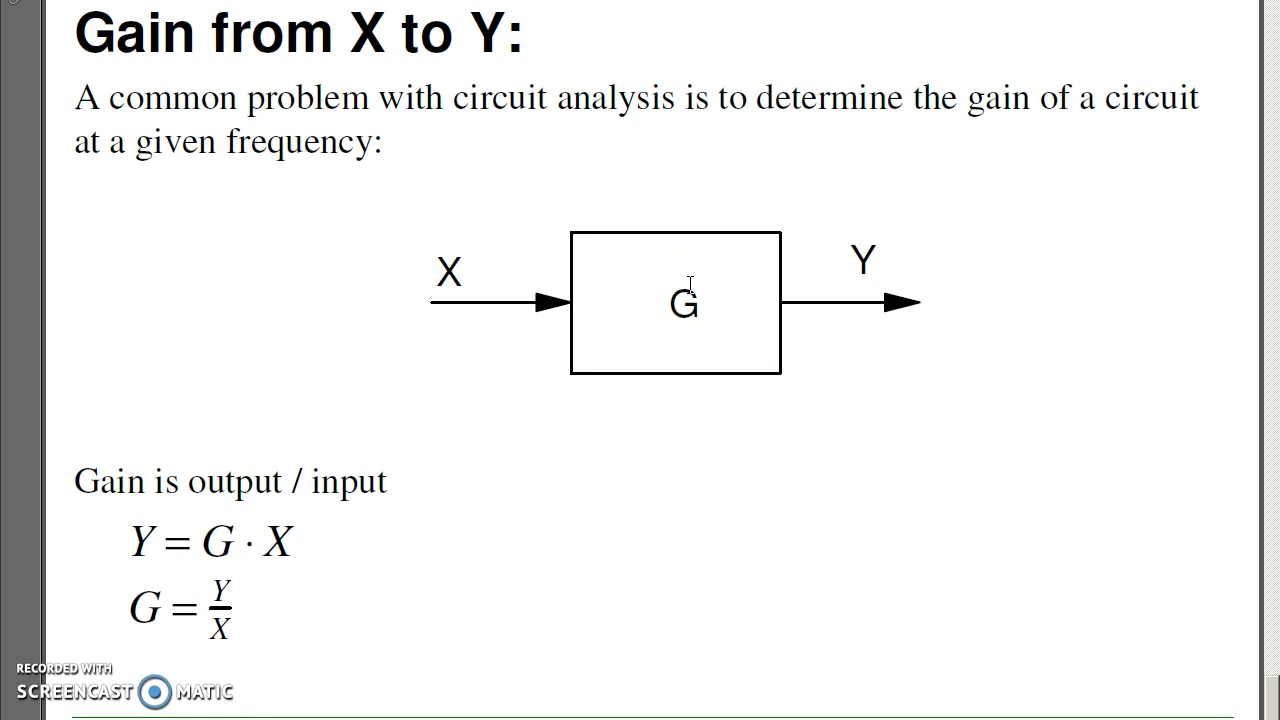 Gain from X to Y:
A common problem with circuit analysis is to determine the gain of a circuit
at a given frequency:
X
G
Y
Gain is output / input
Y = G · X
G = Y/X
RECORDED WITH
SCREENCAST MATIC